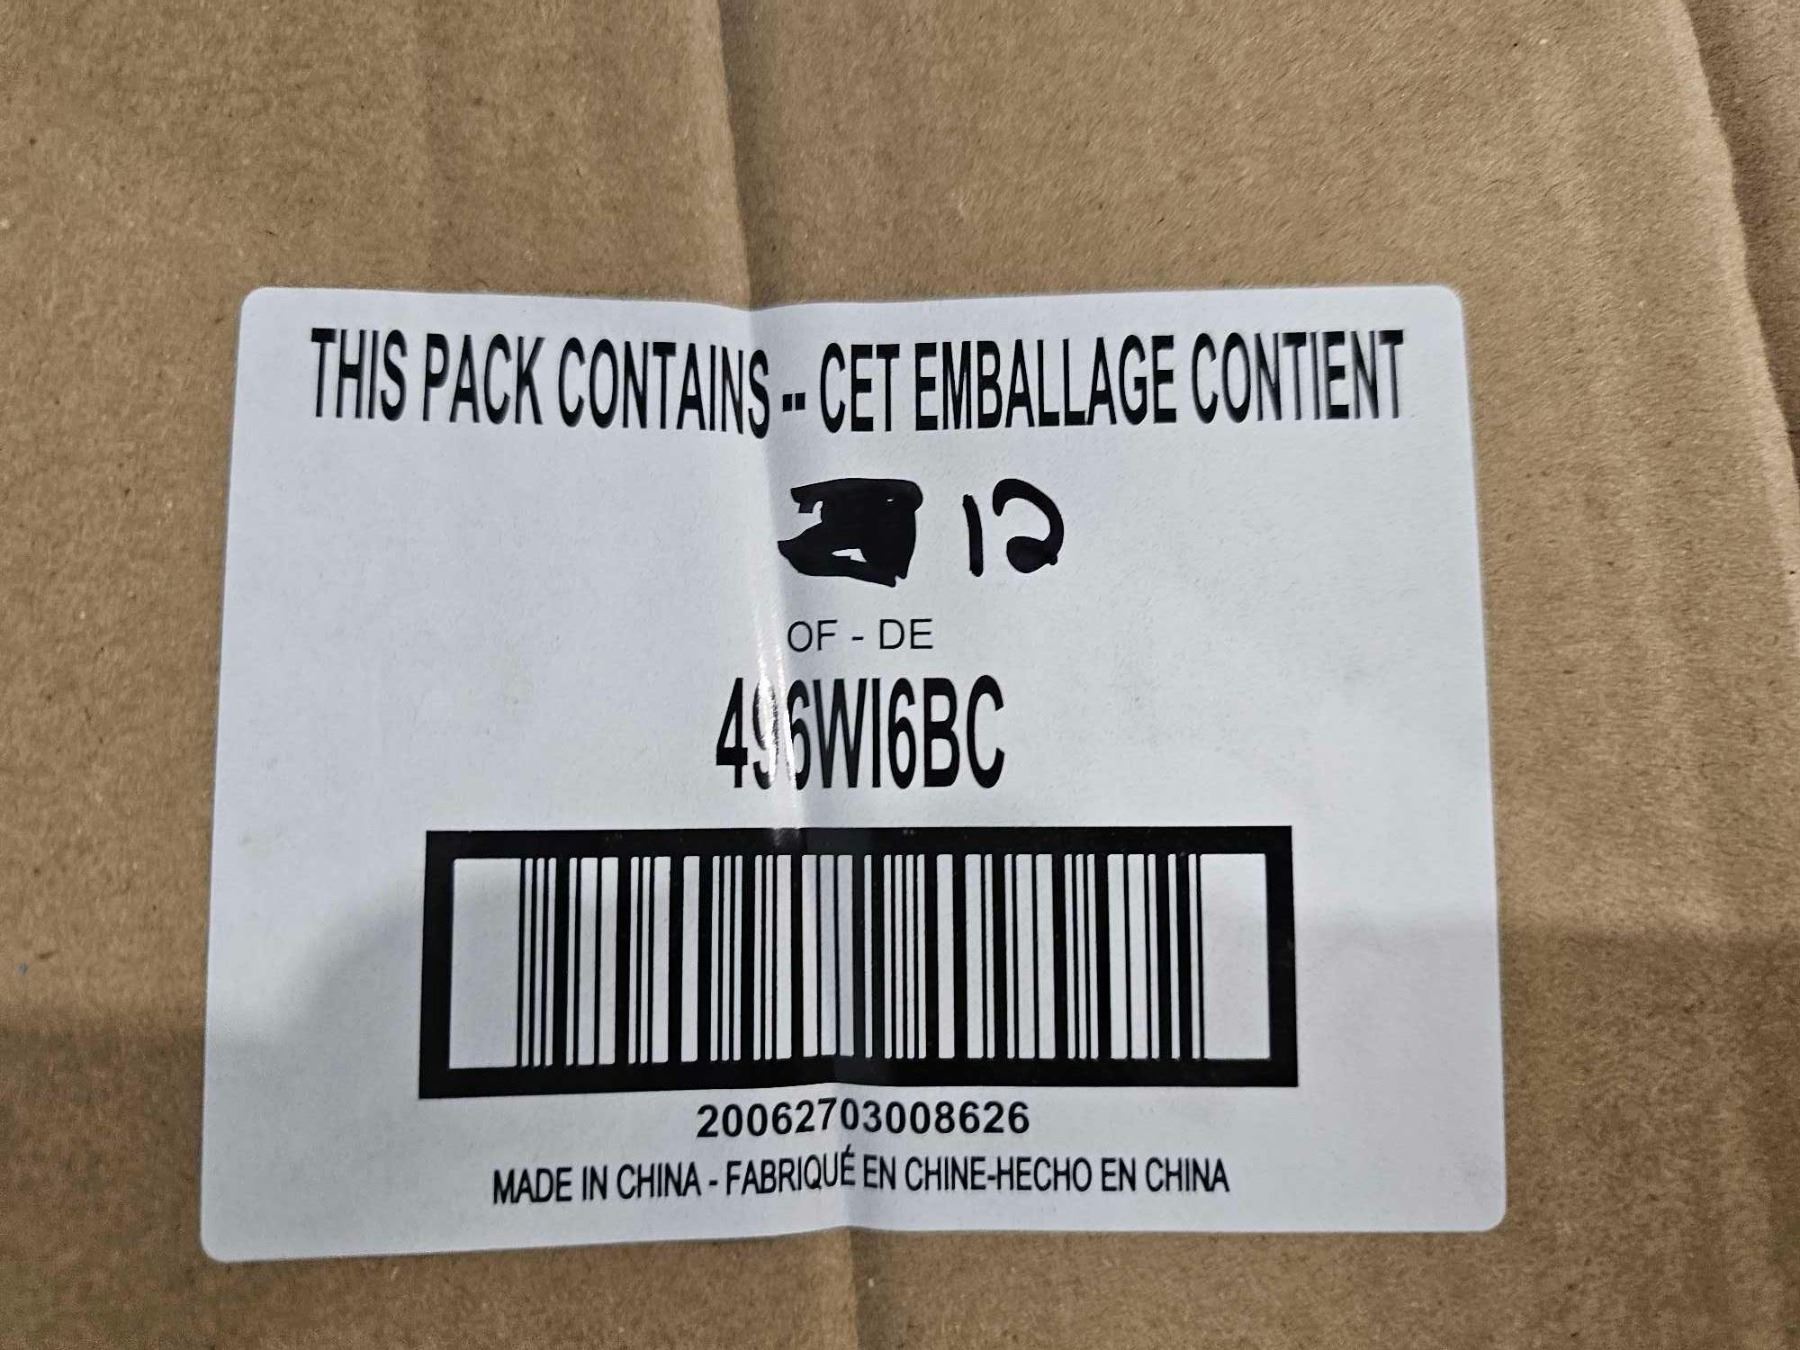 THIS PACK CONTAINS -- CET EMBALLAGE CONTIENT
12
OF - DE
496WI6BC
20062703008626
MADE IN CHINA - FABRIQUÉ EN CHINE-HECHO EN CHINA